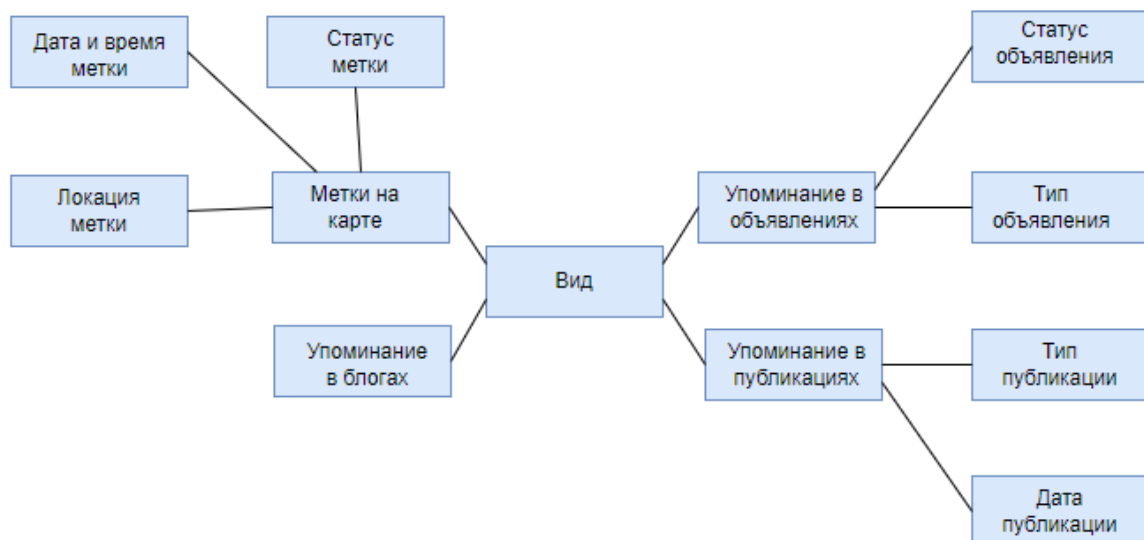 Дата и время
метки
Статус
метки
Статус
объявления
Локация
метки
Метки на
карте
Упоминание в
объявлениях
Тип
объявления
Вид
Упоминание
в блогах
Упоминание в
публикациях
Тип
публикации
Дата
публикации